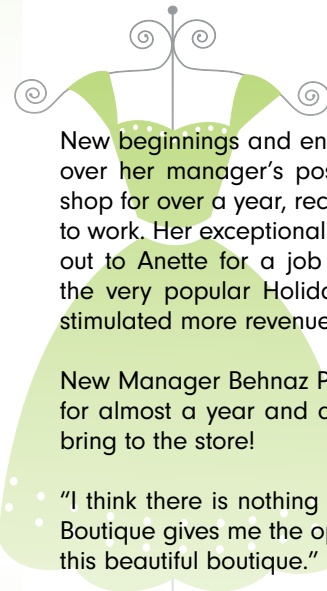 New beginnings and en
over her manager's pos
shop for over a year, rec
to work. Her exceptional
out to Anette for a job
the very popular Holida
stimulated more revenue
New Manager Behnaz P
for almost a year and a
bring to the store!
“I think there is nothing
Boutique gives me the op
this beautiful boutique.”